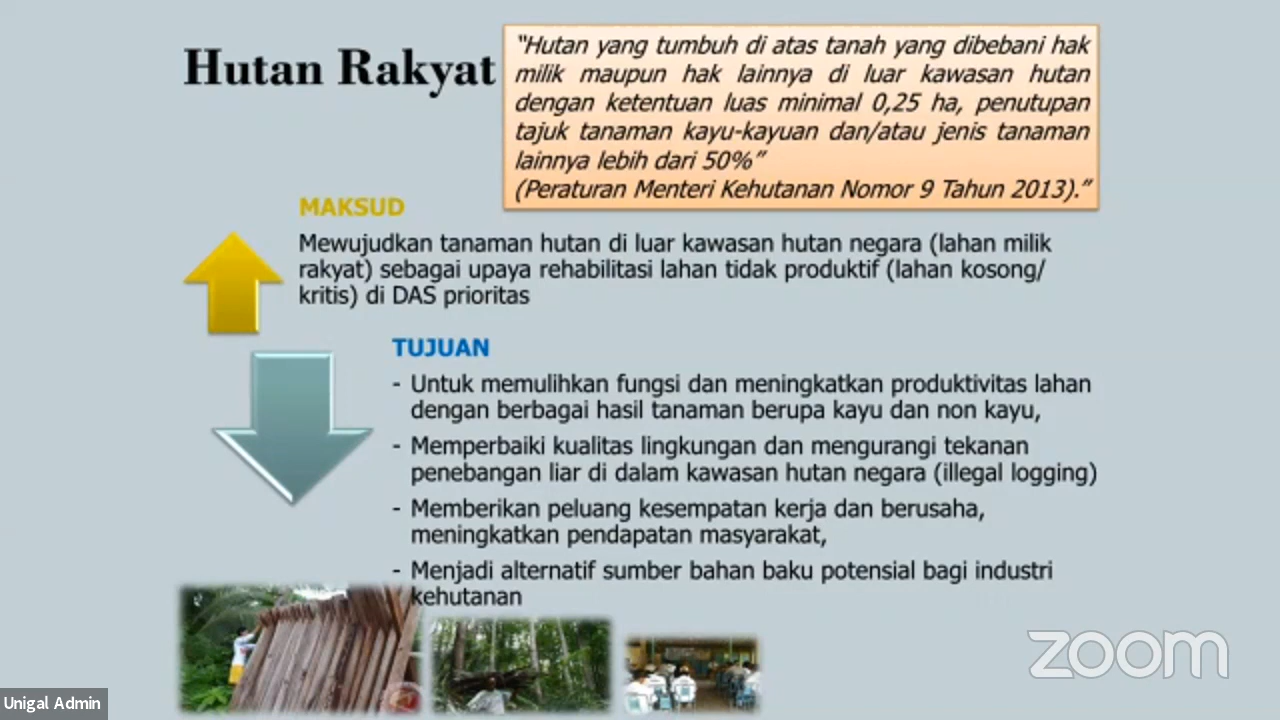 Hutan Rakyat
“Hutan yang tumbuh di atas tanah yang dibebani hak
milik maupun hak lainnya di luar kawasan hutan
dengan ketentuan luas minimal 0,25 ha, penutupan
tajuk tanaman kayu-kayuan dan/atau jenis tanaman
lainnya lebih dari 50%”
(Peraturan Menteri Kehutanan Nomor 9 Tahun 2013).”
MAKSUD
Mewujudkan tanaman hutan di luar kawasan hutan negara (lahan milik
rakyat) sebagai upaya rehabilitasi lahan tidak produktif (lahan kosong/
kritis) di DAS prioritas
TUJUAN
- Untuk memulihkan fungsi dan meningkatkan produktivitas lahan
dengan berbagai hasil tanaman berupa kayu dan non kayu,
- Memperbaiki kualitas lingkungan dan mengurangi tekanan
penebangan liar di dalam kawasan hutan negara (illegal logging)
- Memberikan peluang kesempatan kerja dan berusaha,
meningkatkan pendapatan masyarakat,
- Menjadi alternatif sumber bahan baku potensial bagi industri
kehutanan
zoom
Unigal Admin